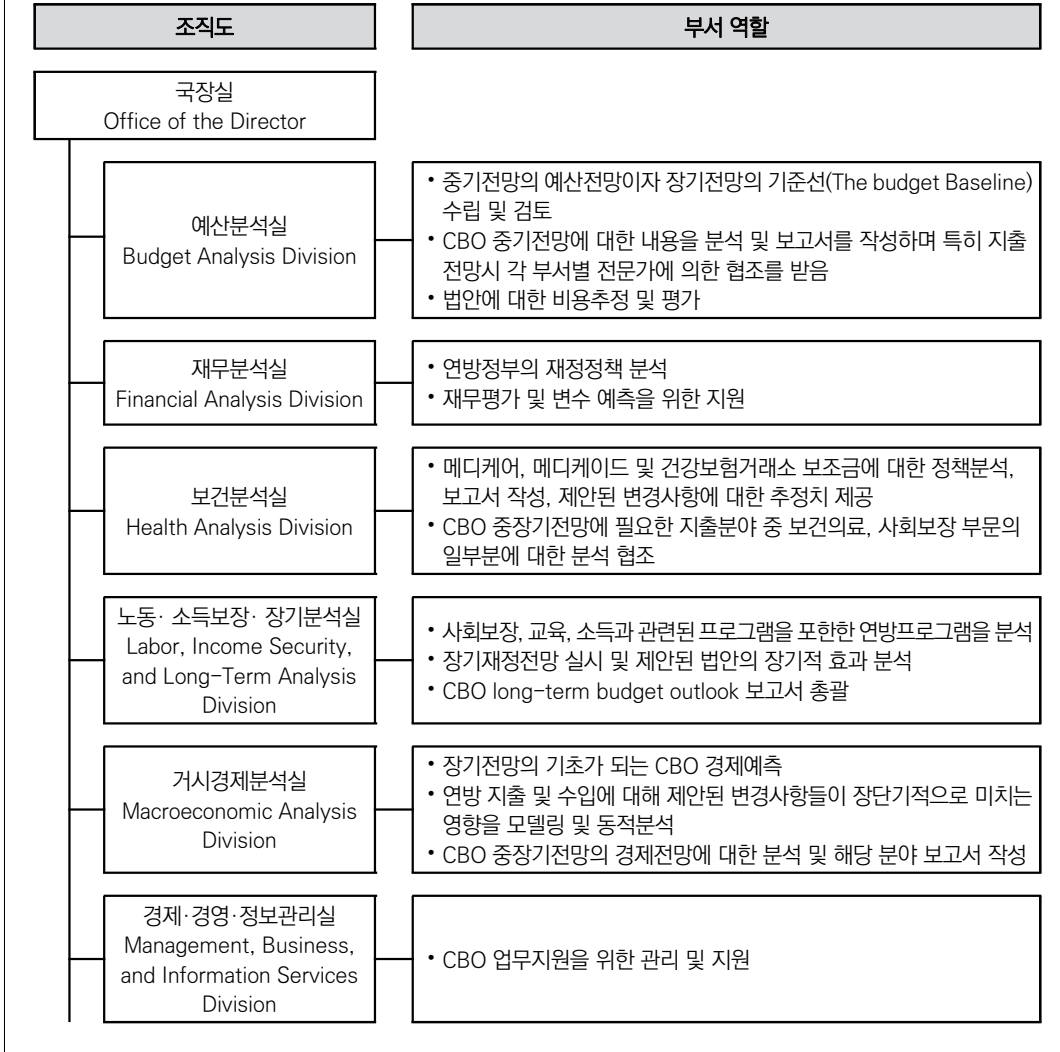 조직도
부서 역할
국장실
Office of the Director
예산분석실
Budget Analysis Division
• 중기전망의 예산전망이자 장기전망의 기준선(The budget Baseline)
수립 및 검토
• CBO 중기전망에 대한 내용을 분석 및 보고서를 작성하며 특히 지출
전망시 각 부서별 전문가에 의한 협조를 받음
• 법안에 대한 비용추정 및 평가
재무분석실
Financial Analysis Division
• 연방정부의 재정정책 분석
• 재무평가 및 변수 예측을 위한 지원
보건분석실
Health Analysis Division
• 메디케어, 메디케이드 및 건강보험거래소 보조금에 대한 정책분석,
보고서 작성, 제안된 변경사항에 대한 추정치 제공
• CBO 중장기전망에 필요한 지출분야 중 보건의료, 사회보장 부문의
일부분에 대한 분석 협조
노동· 소득보장· 장기분석실
Labor, Income Security,
and Long-Term Analysis
Division
• 사회보장, 교육, 소득과 관련된 프로그램을 포함한 연방프로그램을 분석
• 장기재정전망 실시 및 제안된 법안의 장기적 효과 분석
• CBO long-term budget outlook 보고서 총괄
거시경제분석실
Macroeconomic Analysis
Division
• 장기전망의 기초가 되는 CBO 경제예측
• 연방 지출 및 수입에 대해 제안된 변경사항들이 장단기적으로 미치는
영향을 모델링 및 동적분석
• CBO 중장기전망의 경제전망에 대한 분석 및 해당 분야 보고서 작성
경제·경영·정보관리실
Management, Business,
and Information Services
Division
• CBO 업무지원을 위한 관리 및 지원